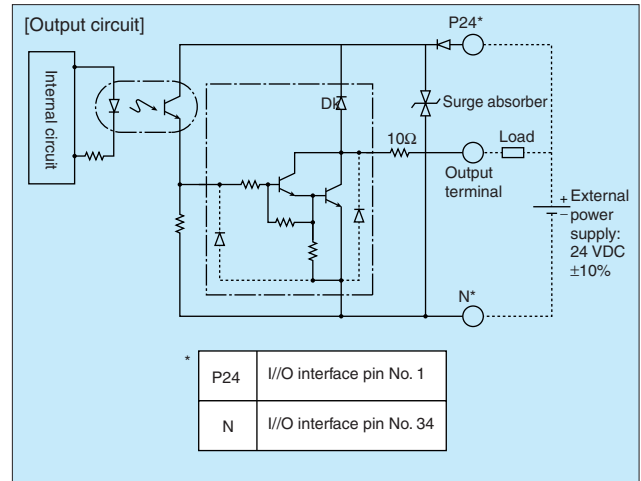 [Output circuit]
P24*
Internal circuit
Dk
Surge absorber
10Ω
Load
Output
terminal
+ External
− power
supply:
24 VDC
±10%
N*
*
P24 I//O interface pin No. 1
N I//O interface pin No. 34